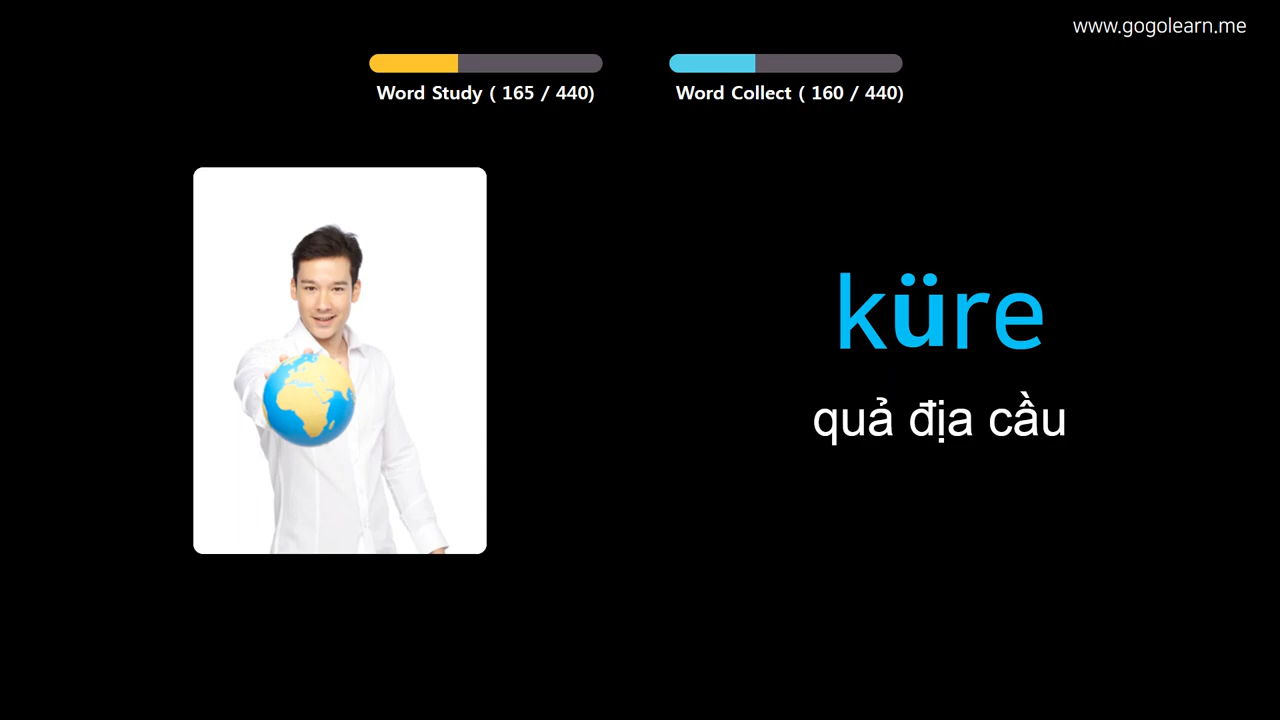 www.gogolearn.me
Word Study ( 165 / 440)
Word Collect ( 160 / 440)
küre
quả địa cầu